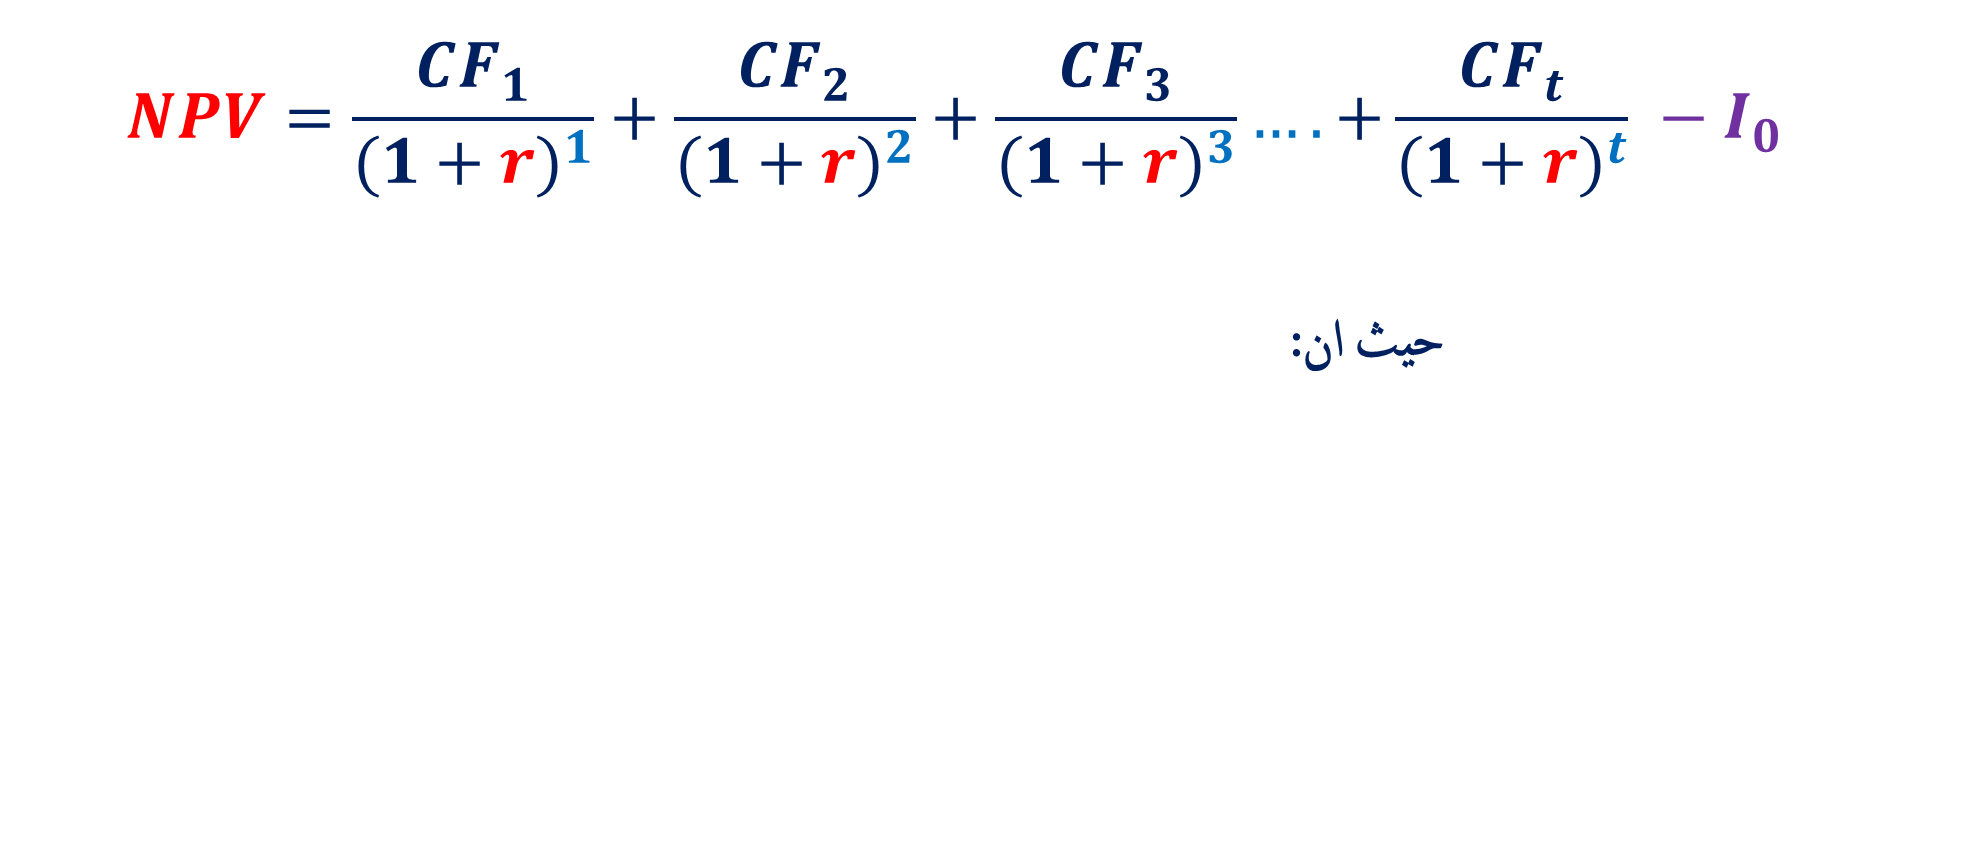 NPV = CF₁/(1 + r)¹ + CF₂/(1 + r)² + CF₃/(1 + r)³ …. + CFₜ/(1 + r)ᵗ − I₀
حيث ان: